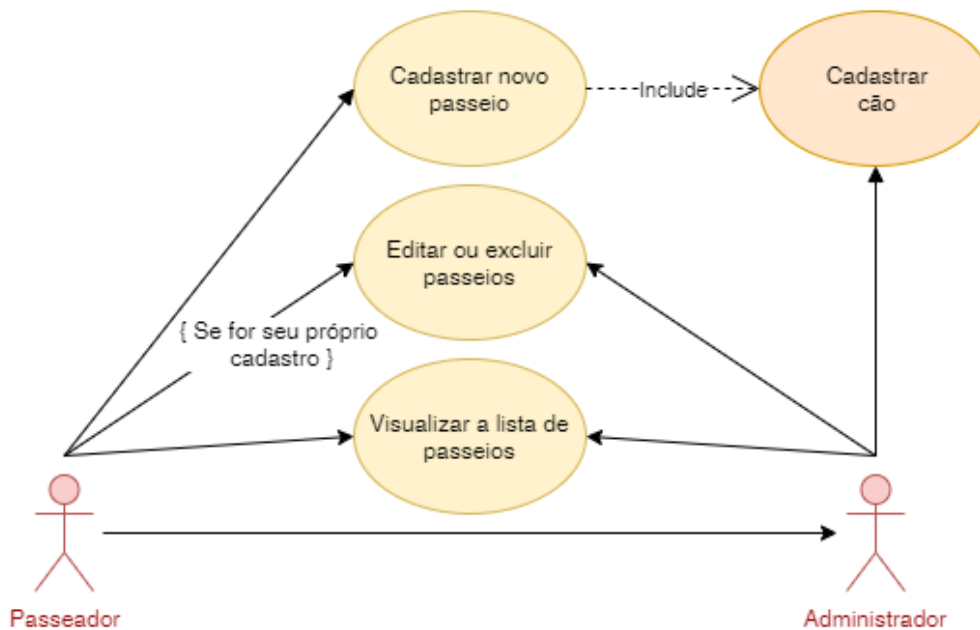 Cadastrar novo
passeio
Include
Cadastrar
cão
Editar ou excluir
passeios
{ Se for seu próprio
cadastro }
Visualizar a lista de
passeios
Passeador
Administrador